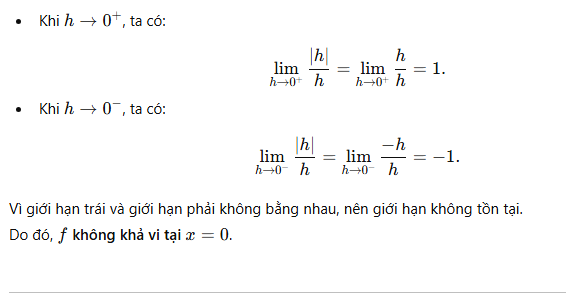 • Khi h → 0⁺, ta có:
lim_{h→0⁺} |h|/h = lim_{h→0⁺} h/h = 1.
• Khi h → 0⁻, ta có:
lim_{h→0⁻} |h|/h = lim_{h→0⁻} −h/h = −1.
Vì giới hạn trái và giới hạn phải không bằng nhau, nên giới hạn không tồn tại.
Do đó, f không khả vi tại x = 0.